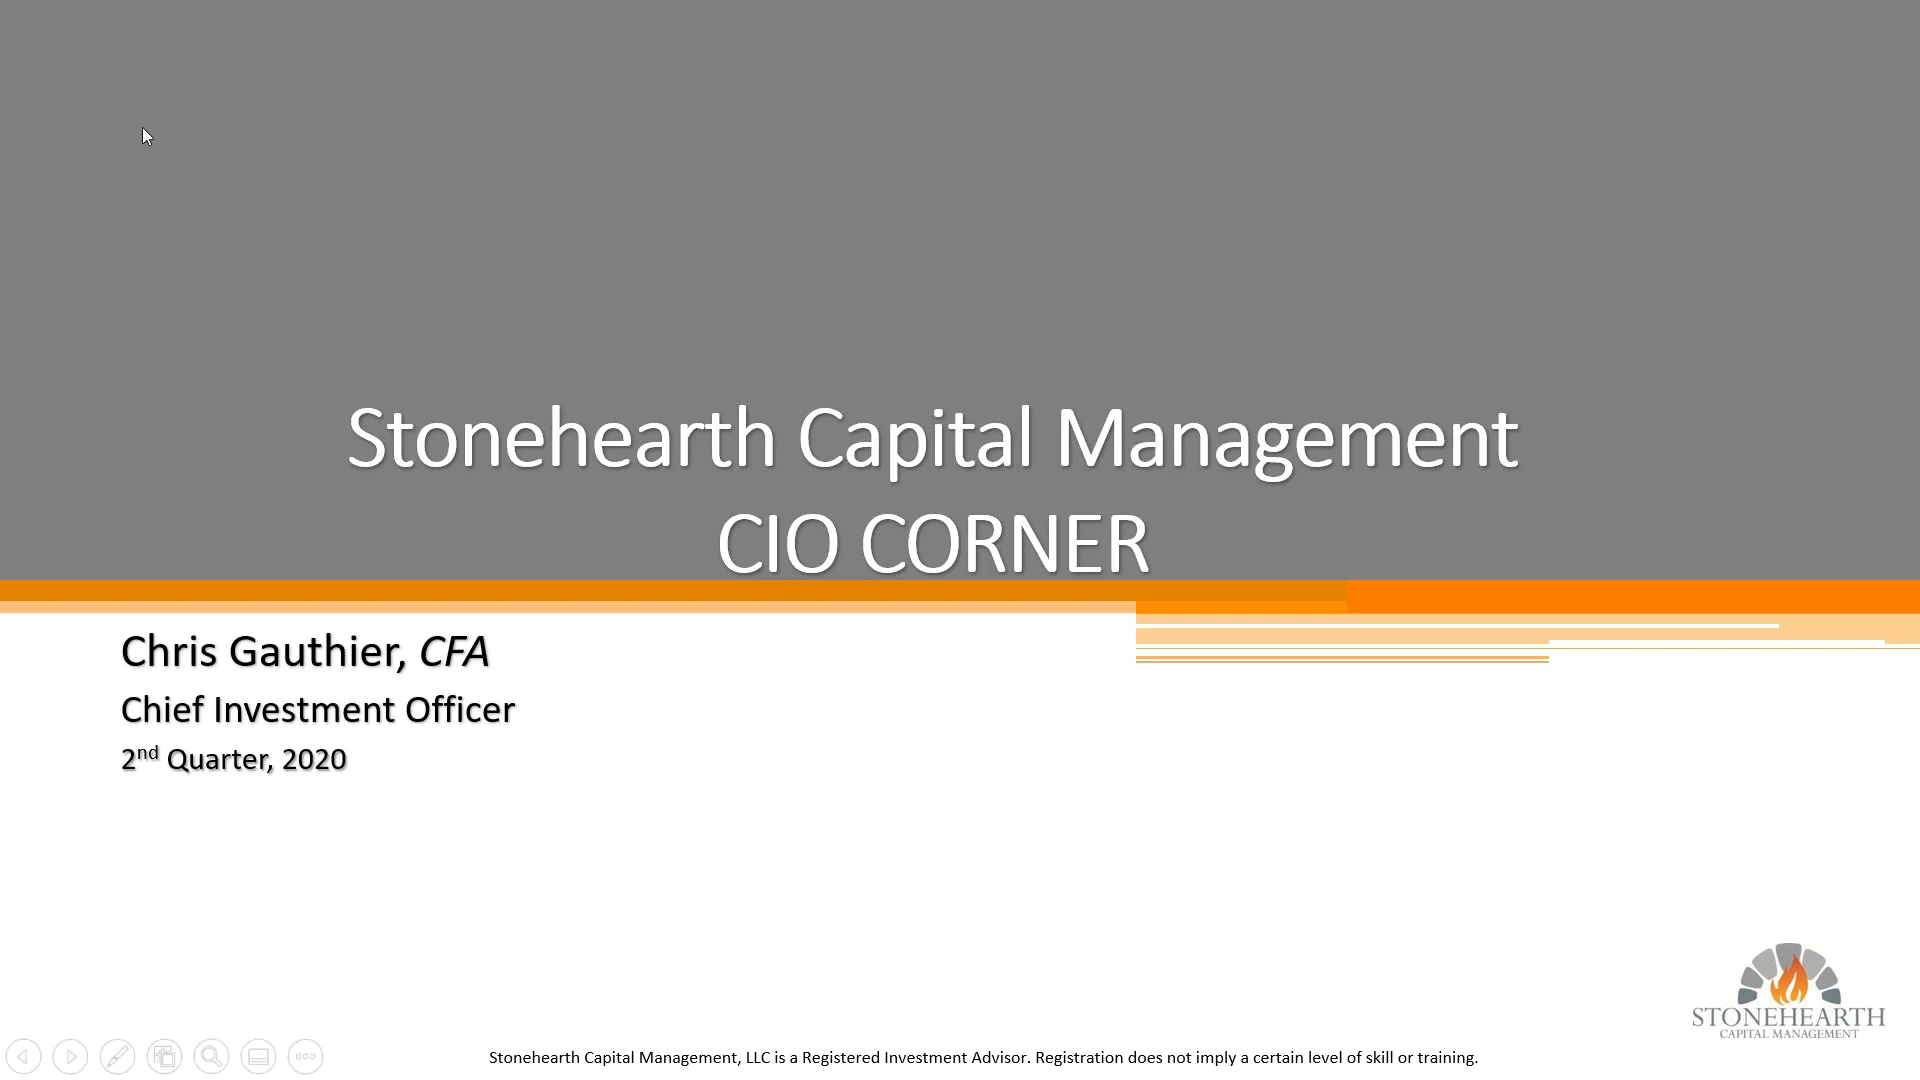 Stonehearth Capital Management
CIO CORNER
Chris Gauthier, CFA
Chief Investment Officer
2nd Quarter, 2020
STONEHEARTH
CAPITAL MANAGEMENT
Stonehearth Capital Management, LLC is a Registered Investment Advisor. Registration does not imply a certain level of skill or training.